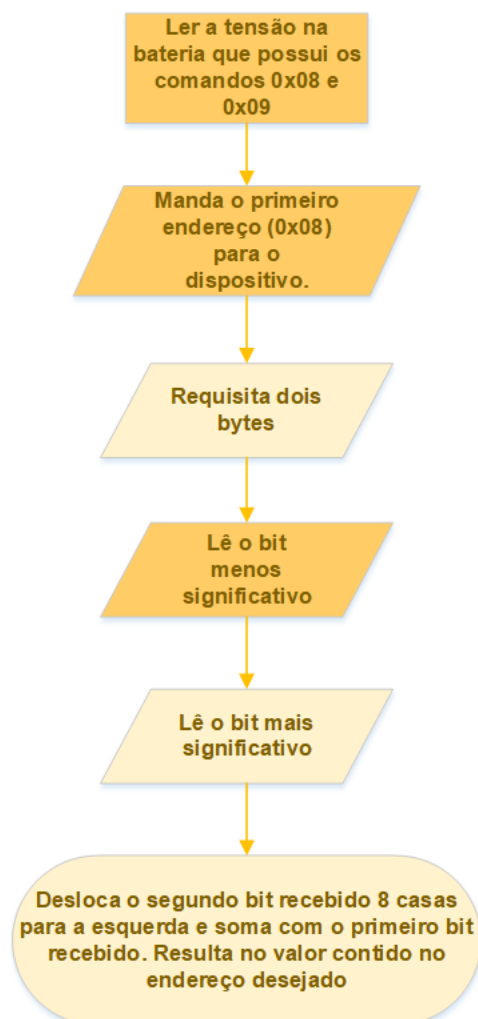 Ler a tensão na
bateria que possui os
comandos 0x08 e
0x09
Manda o primeiro
endereço (0x08)
para o
dispositivo.
Requisita dois
bytes
Lê o bit
menos
significativo
Lê o bit mais
significativo
Desloca o segundo bit recebido 8 casas
para a esquerda e soma com o primeiro bit
recebido. Resulta no valor contido no
endereço desejado